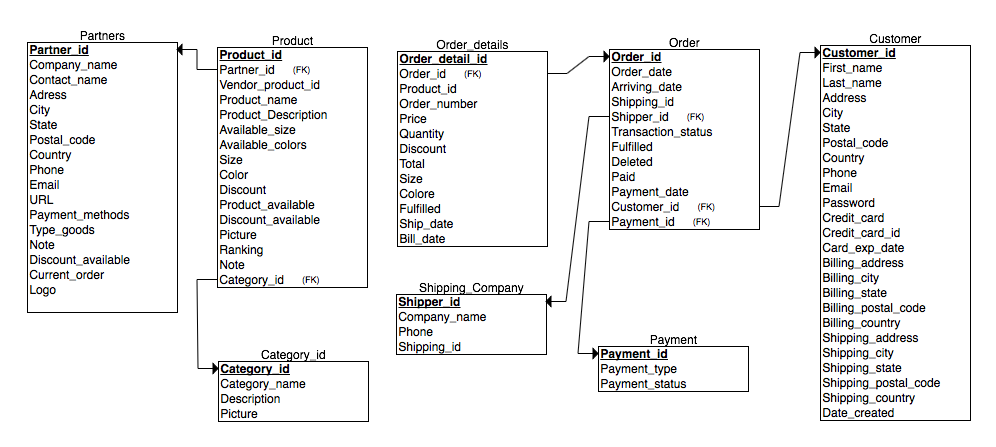 Partners
Partner_id
Company_name
Contact_name
Adress
City
State
Postal_code
Country
Phone
Email
URL
Payment_methods
Type_goods
Note
Discount_available
Current_order
Logo
Product
Product_id
Partner_id (FK)
Vendor_product_id
Product_name
Product_Description
Available_size
Available_colors
Size
Color
Discount
Product_available
Discount_available
Picture
Ranking
Note
Category_id (FK)
Category_id
Category_id
Category_name
Description
Picture
Order_details
Order_detail_id
Order_id (FK)
Product_id
Order_number
Price
Quantity
Discount
Total
Size
Colore
Fulfilled
Ship_date
Bill_date
Shipping_Company
Shipper_id
Company_name
Phone
Shipping_id
Order
Order_id
Order_date
Arriving_date
Shipping_id
Shipper_id (FK)
Transaction_status
Fulfilled
Deleted
Paid
Payment_date
Customer_id (FK)
Payment_id (FK)
Payment
Payment_id
Payment_type
Payment_status
Customer
Customer_id
First_name
Last_name
Address
City
State
Postal_code
Country
Phone
Email
Password
Credit_card
Credit_card_id
Card_exp_date
Billing_address
Billing_city
Billing_state
Billing_postal_code
Billing_country
Shipping_address
Shipping_city
Shipping_state
Shipping_postal_code
Shipping_country
Date_created